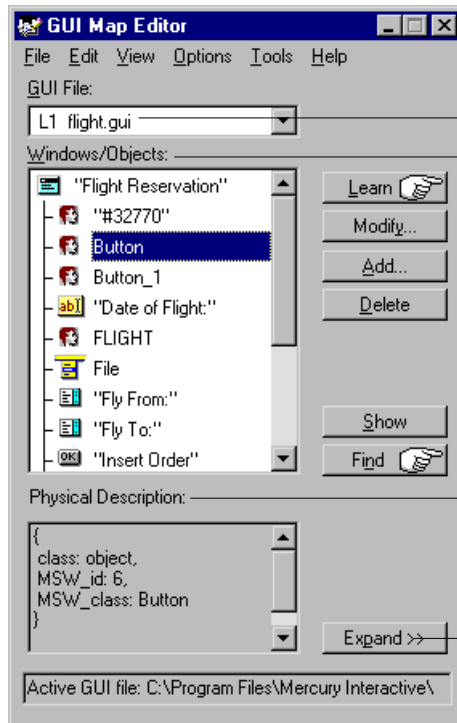 GUI Map Editor
File Edit View Options Tools Help
GUI File:
L1 flight.gui
Windows/Objects:
"Flight Reservation"
"#32770"
Button
Button_1
"Date of Flight:"
FLIGHT
File
"Fly From:"
"Fly To:"
"Insert Order"
Learn
Modify...
Add...
Delete
Show
Find
Physical Description:
{
class: object,
MSW_id: 6,
MSW_class: Button
}
Expand >>
Active GUI file: C:\Program Files\Mercury Interactive\